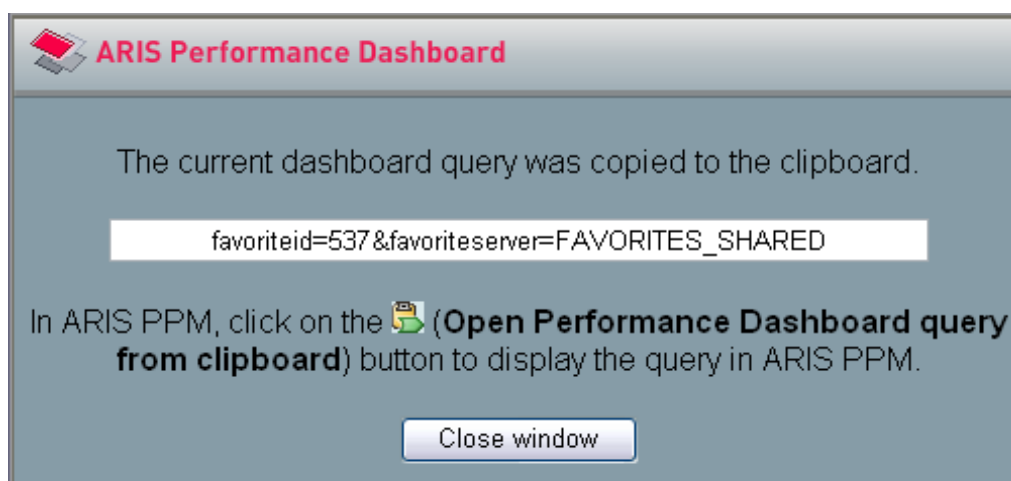 ARIS Performance Dashboard
The current dashboard query was copied to the clipboard.
favoriteid=537&favoriteserver=FAVORITES_SHARED
In ARIS PPM, click on the (Open Performance Dashboard query
from clipboard) button to display the query in ARIS PPM.
Close window